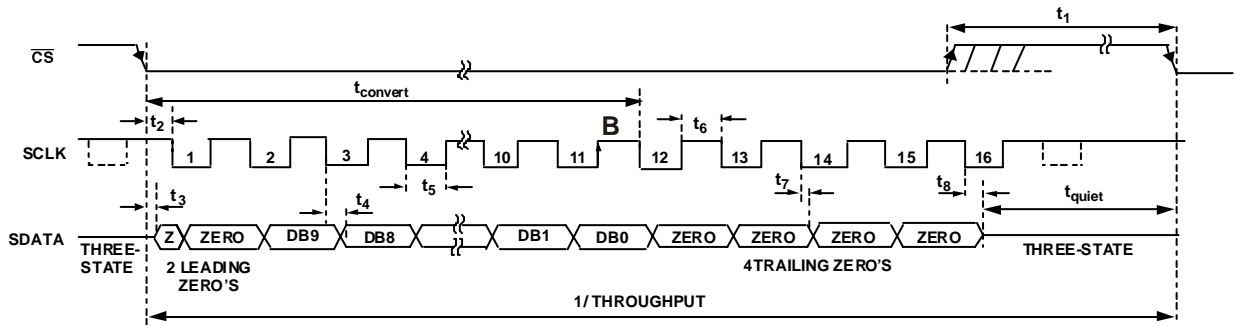 t1
CS
tconvert
B
t2
t6
SCLK
1 2 3 4 10 11 12 13 14 15 16
t3
t4
t5
t7
t8
tquiet
SDATA
Z ZERO DB9 DB8 DB1 DB0 ZERO ZERO ZERO ZERO
THREE-
STATE
2 LEADING
ZERO'S
4TRAILING ZERO'S
THREE-STATE
1/ THROUGHPUT